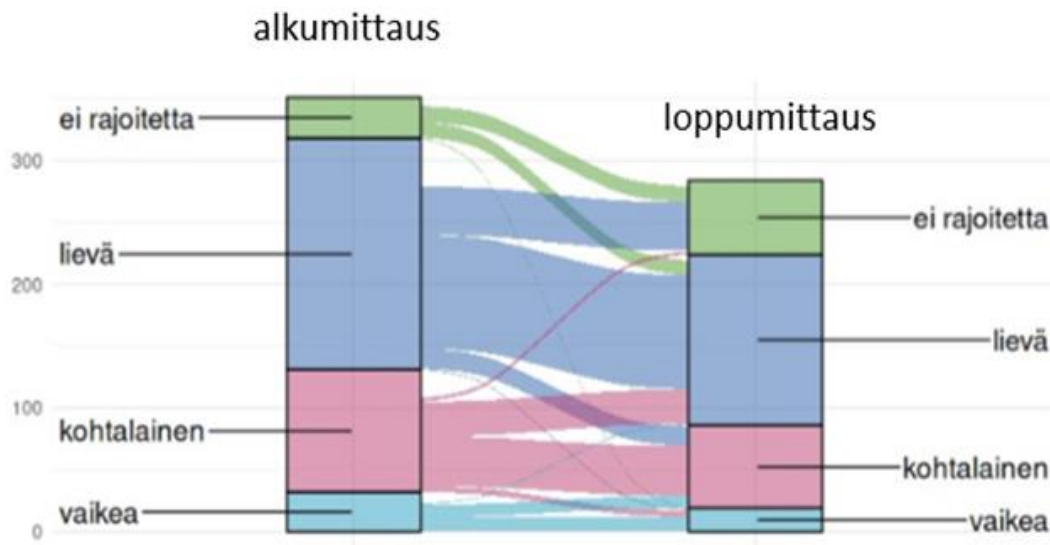 alkumittaus
loppumittaus
ei rajoitetta
lievä
kohtalainen
vaikea
300
200
100
0
ei rajoitetta
lievä
kohtalainen
vaikea